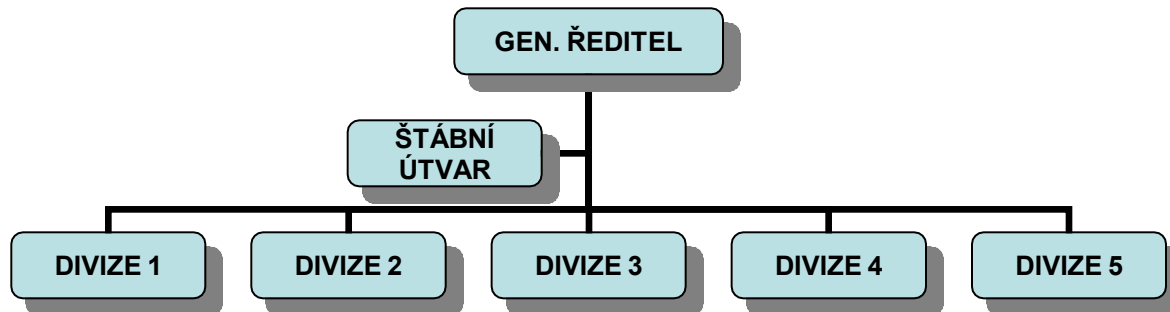 GEN. ŘEDITEL
ŠTÁBNÍ
ÚTVAR
DIVIZE 1
DIVIZE 2
DIVIZE 3
DIVIZE 4
DIVIZE 5